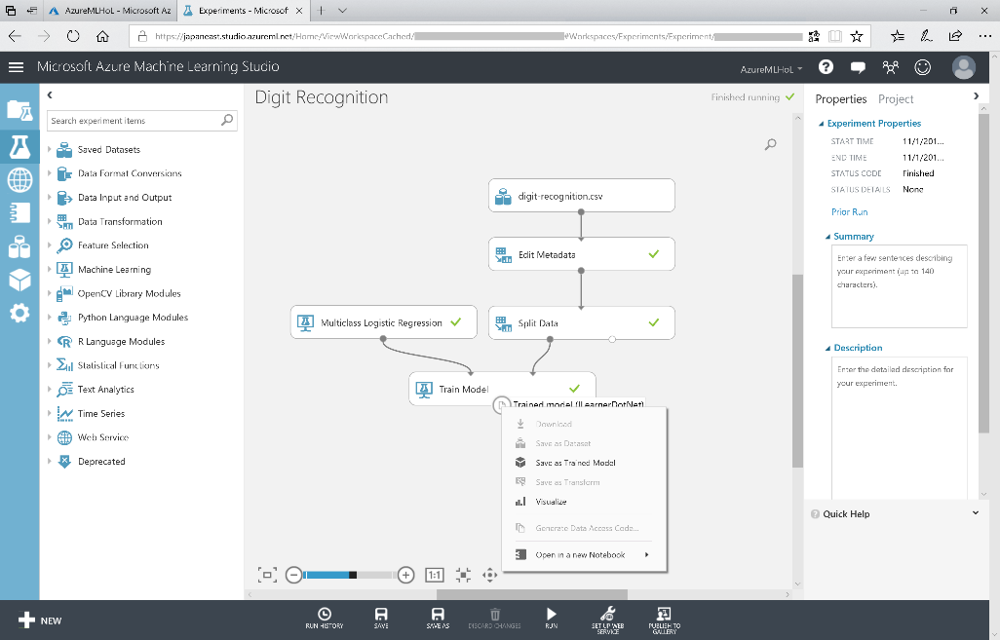 AzureMLHoL - Microsoft Az
Experiments - Microsof
https://japaneast.studio.azureml.net/Home/ViewWorkspaceCached/
#Workspaces/Experiments/Experiment/
Microsoft Azure Machine Learning Studio
AzureMLHoL
Search experiment items
Saved Datasets
Data Format Conversions
Data Input and Output
Data Transformation
Feature Selection
Machine Learning
OpenCV Library Modules
Python Language Modules
R Language Modules
Statistical Functions
Text Analytics
Time Series
Web Service
Deprecated
Digit Recognition
Finished running
digit-recognition.csv
Edit Metadata
Multiclass Logistic Regression
Split Data
Train Model
Trained model (ILearnerDotNet)
Download
Save as Dataset
Save as Trained Model
Save as Transform
Visualize
Generate Data Access Code...
Open in a new Notebook
1:1
Properties Project
Experiment Properties
START TIME 11/1/201...
END TIME 11/1/201...
STATUS CODE Finished
STATUS DETAILS None
Prior Run
Summary
Enter a few sentences describing
your experiment (up to 140
characters).
Description
Enter the detailed description for
your experiment.
Quick Help
NEW
RUN HISTORY
SAVE
SAVE AS
DISCARD CHANGES
RUN
SET UP WEB
SERVICE
PUBLISH TO
GALLERY